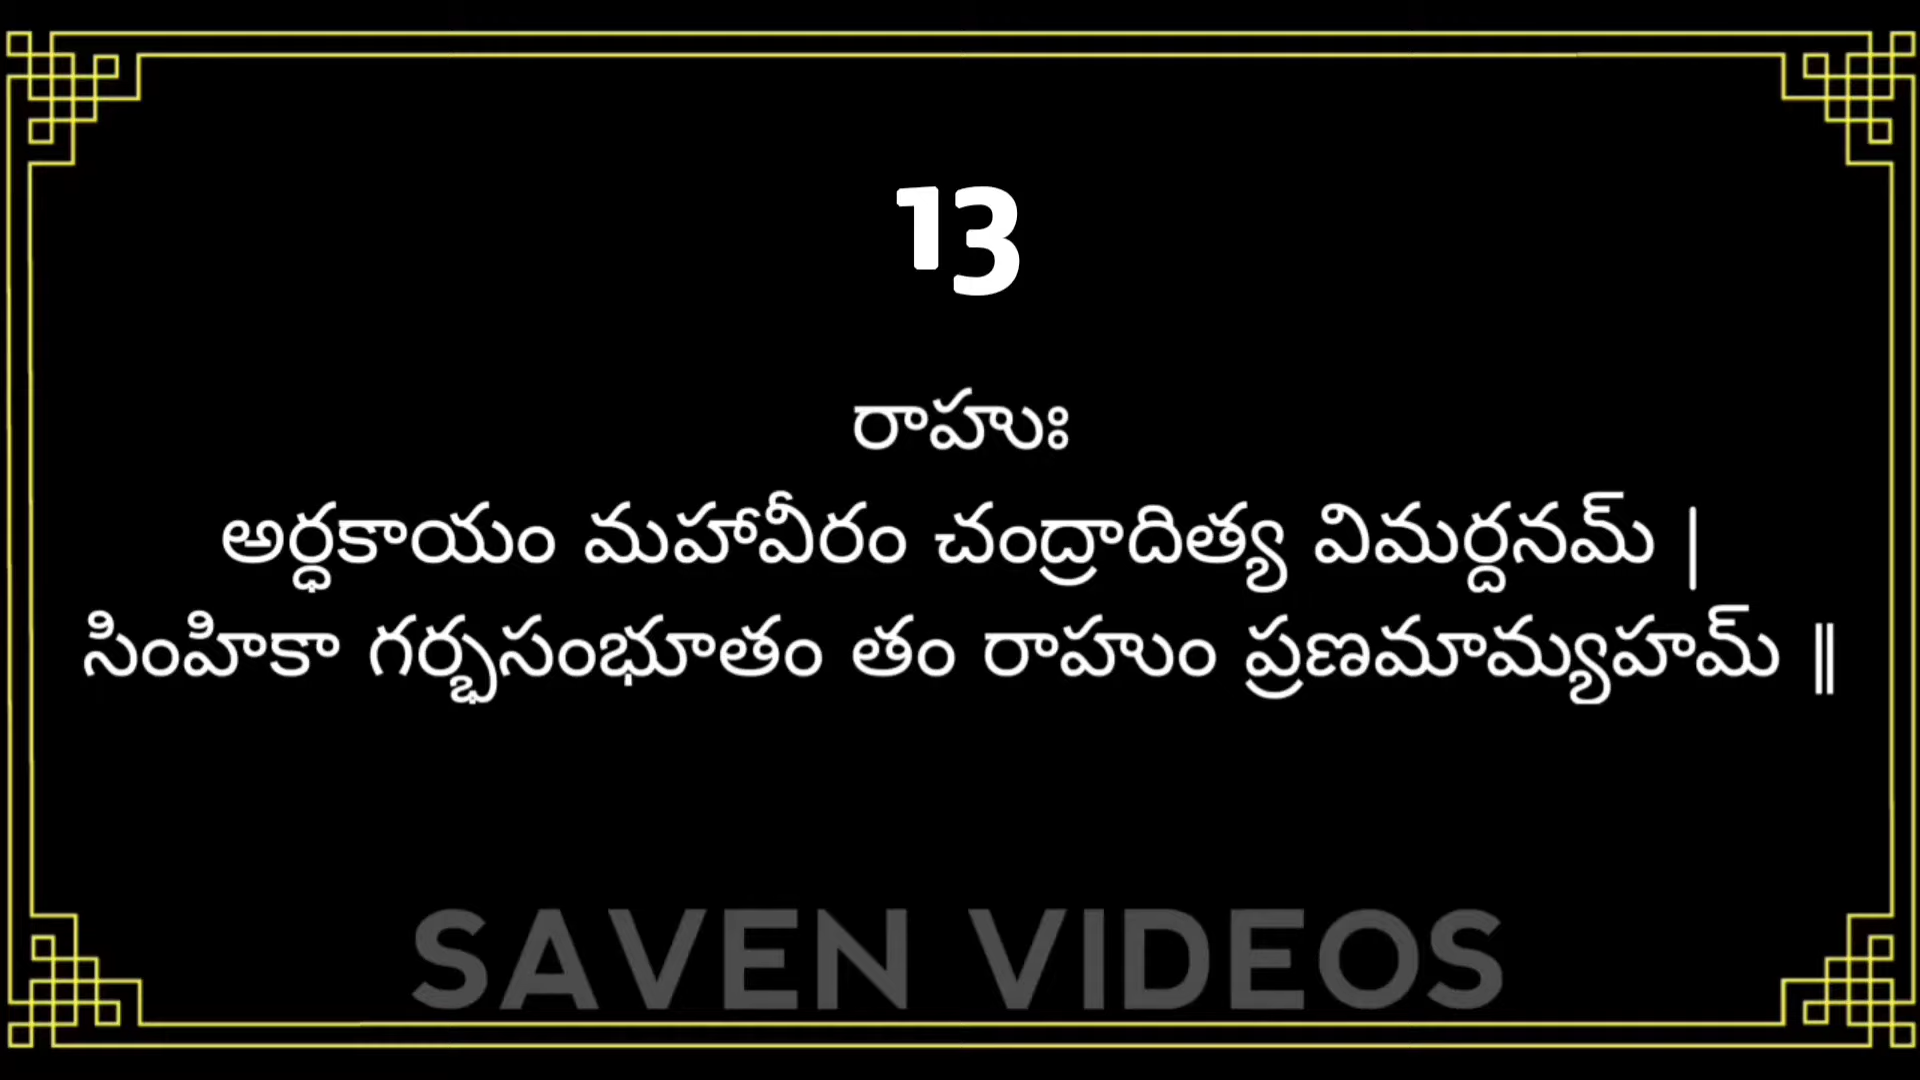 13
రాహుః
అర్ధకాయం మహావీరం చంద్రాదిత్య విమర్దనమ్ |
సింహికా గర్భసంభూతం తం రాహుం ప్రణమామ్యహమ్ ||
SAVEN VIDEOS